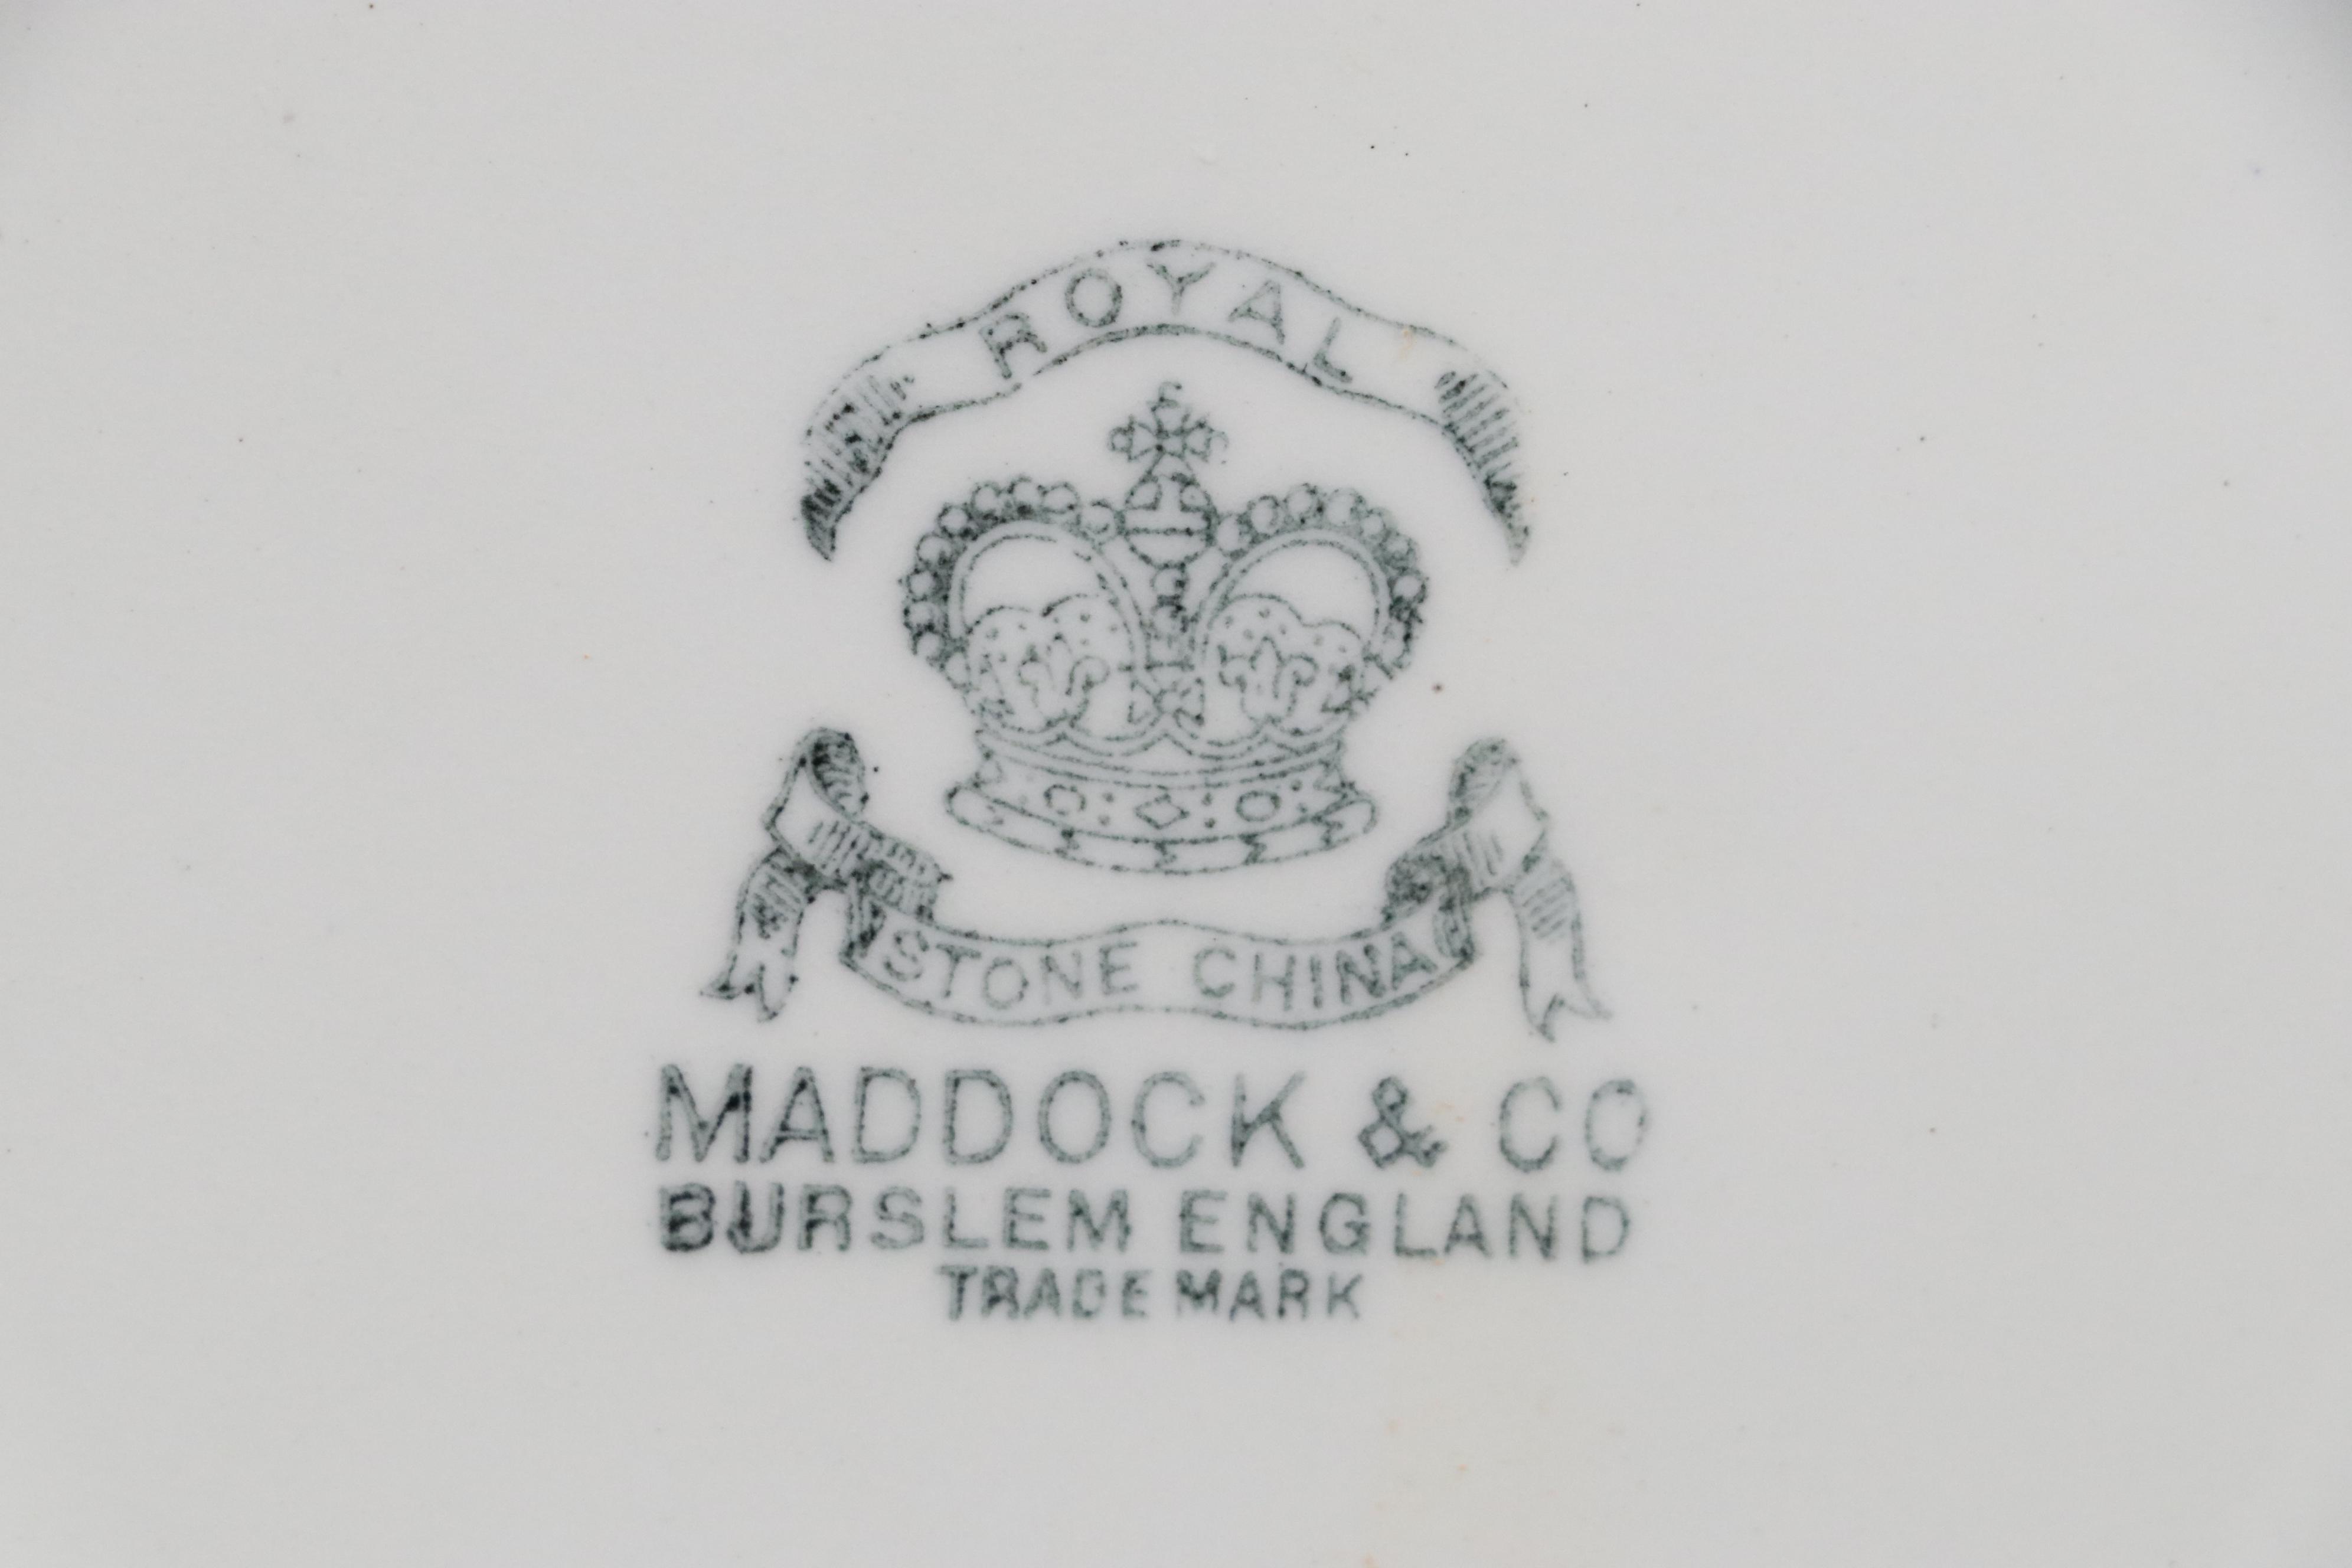 ROYAL
STONE CHINA
MADDOCK & CO
BURSLEM ENGLAND
TRADE MARK